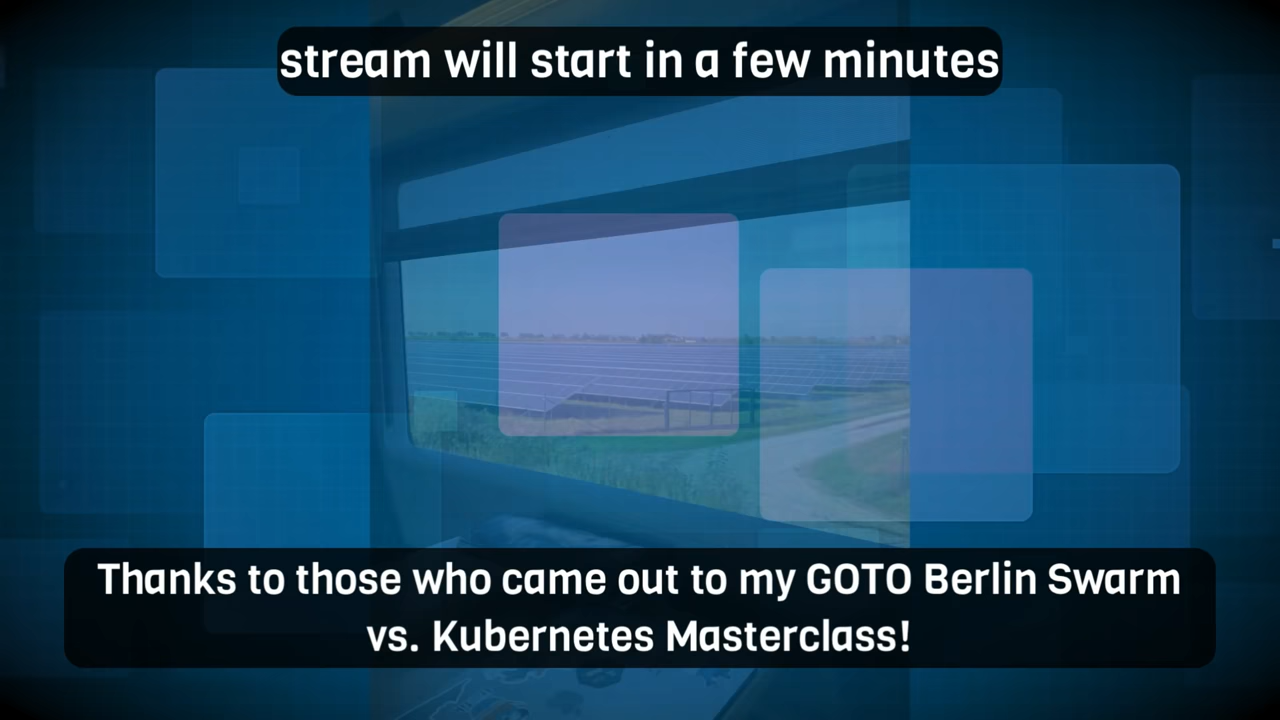 stream will start in a few minutes
Thanks to those who came out to my GOTO Berlin Swarm
vs. Kubernetes Masterclass!